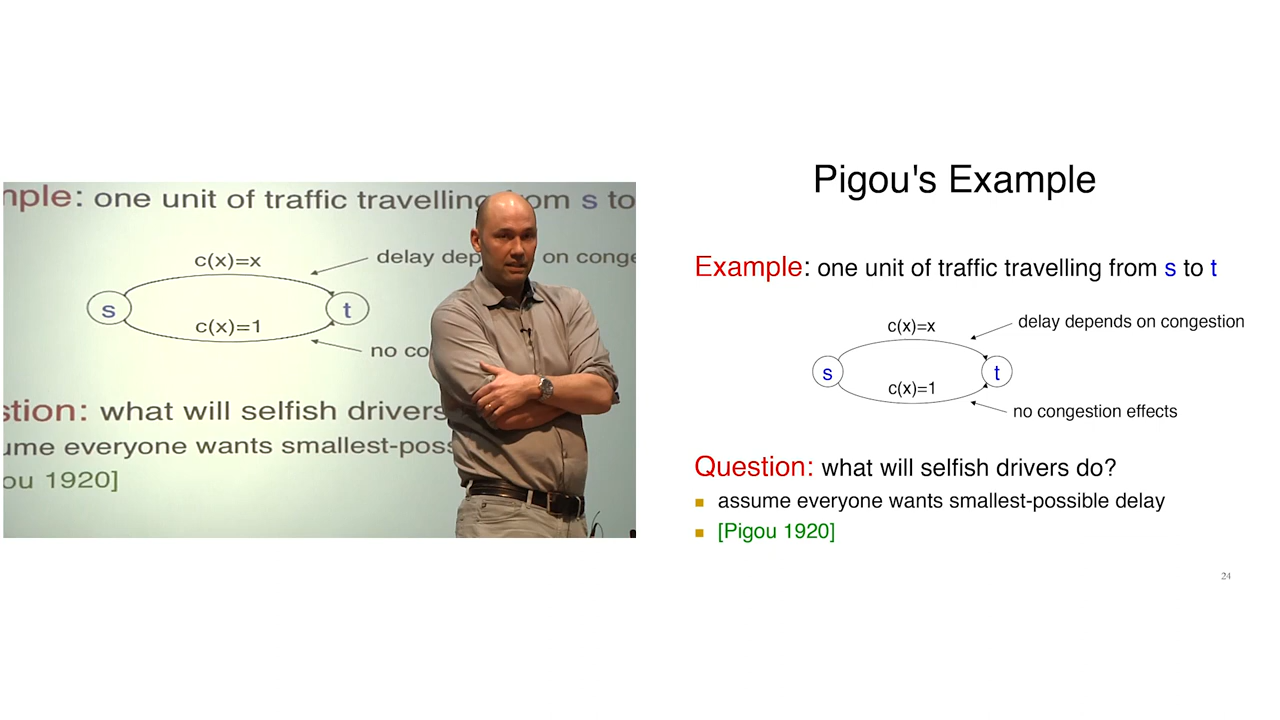 mple: one unit of traffic travelling from s to
c(x)=x
delay dep on conge
s
t
c(x)=1
no co
stion: what will selfish drivers
ume everyone wants smallest-poss
ou 1920]
Pigou's Example
Example: one unit of traffic travelling from s to t
c(x)=x
delay depends on congestion
s
t
c(x)=1
no congestion effects
Question: what will selfish drivers do?
assume everyone wants smallest-possible delay
[Pigou 1920]
24